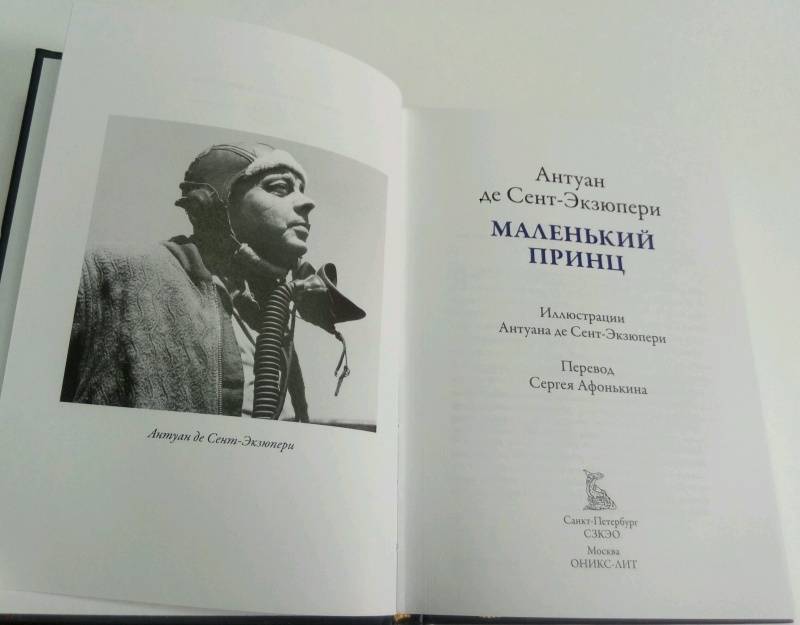 Антуан де Сент-Экзюпери
Антуан
де Сент-Экзюпери
МАЛЕНЬКИЙ
ПРИНЦ
Иллюстрации
Антуана де Сент-Экзюпери
Перевод
Сергея Афонькина
Санкт-Петербург
СЗКЭО
Москва
ОНИКС-ЛИТ